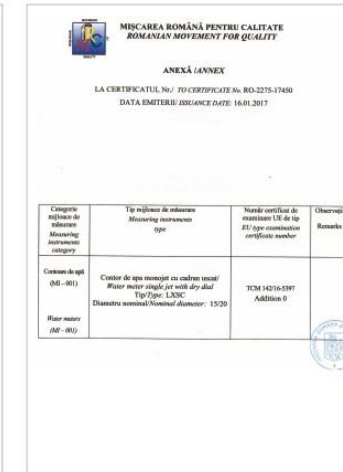 MIȘCAREA ROMÂNĂ PENTRU CALITATE
ROMANIAN MOVEMENT FOR QUALITY
ANEXĂ /ANNEX
LA CERTIFICATUL Nr./ TO CERTIFICATE No. RO-2275-17450
DATA EMITERII/ ISSUANCE DATE: 16.01.2017
Categorie
mijloace de
măsurare
Measuring
instruments
category
Tip mijloace de măsurare
Measuring instruments
type
Număr certificat de
examinare UE de tip
EU type examination
certificate number
Observații
Remarks
Contoare de apă
(MI – 001)
Water meters
(MI – 001)
Contor de apa monojet cu cadran uscat/
Water meter single jet with dry dial
Tip/Type: LXSC
Diametru nominal/Nominal diameter: 15/20
TCM 142/16-5397
Addition 0